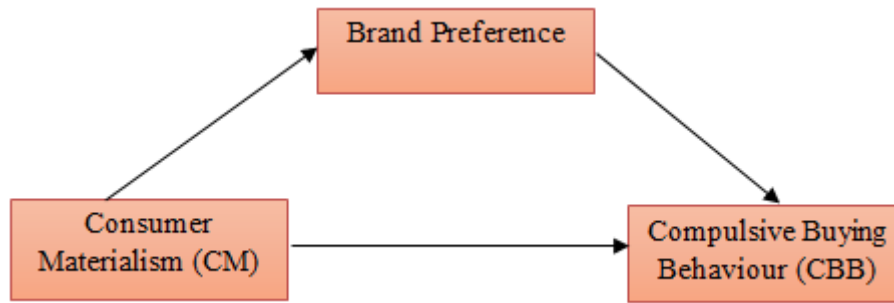 Brand Preference
Consumer
Materialism (CM)
Compulsive Buying
Behaviour (CBB)